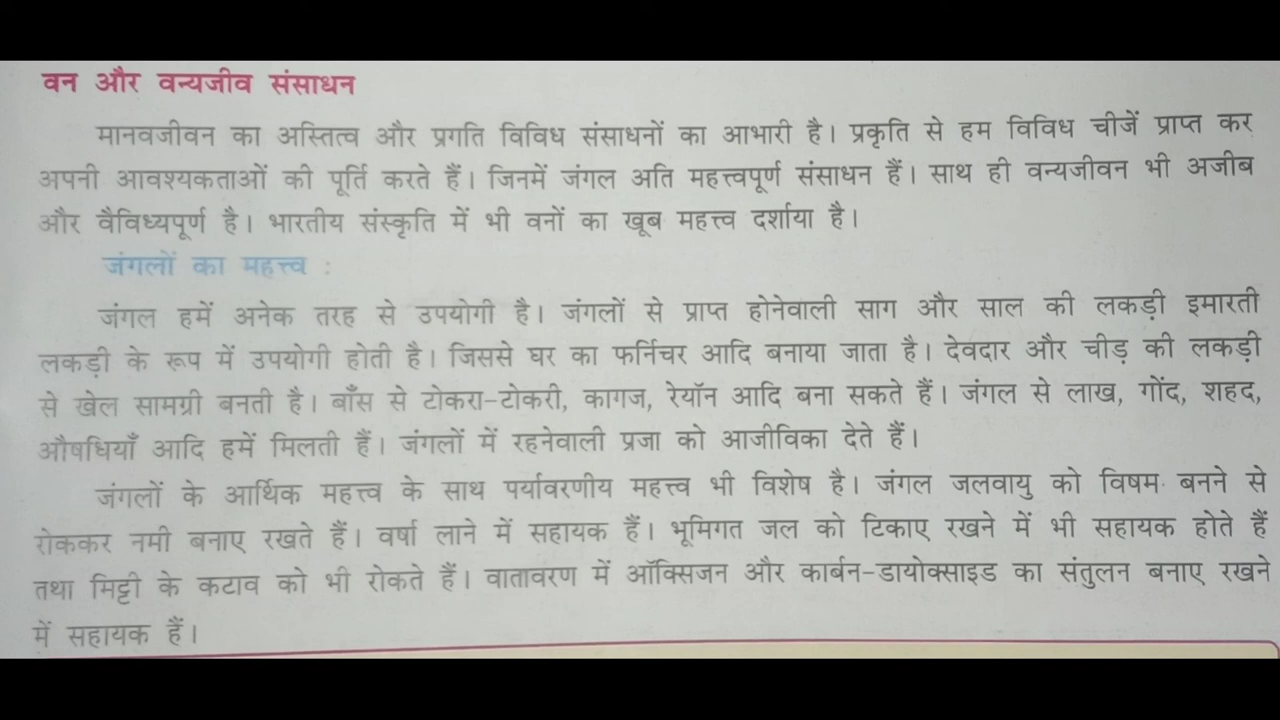 वन और वन्यजीव संसाधन
मानवजीवन का अस्तित्व और प्रगति विविध संसाधनों का आभारी है। प्रकृति से हम विविध चीजें प्राप्त कर
अपनी आवश्यकताओं की पूर्ति करते हैं। जिनमें जंगल अति महत्त्वपूर्ण संसाधन हैं। साथ ही वन्यजीवन भी अजीब
और वैविध्यपूर्ण है। भारतीय संस्कृति में भी वनों का खूब महत्त्व दर्शाया है।
जंगलों का महत्त्व :
जंगल हमें अनेक तरह से उपयोगी है। जंगलों से प्राप्त होनेवाली साग और साल की लकड़ी इमारती
लकड़ी के रूप में उपयोगी होती है। जिससे घर का फर्निचर आदि बनाया जाता है। देवदार और चीड़ की लकड़ी
से खेल सामग्री बनती है। बाँस से टोकरा-टोकरी, कागज, रेयॉन आदि बना सकते हैं। जंगल से लाख, गोंद, शहद,
औषधियाँ आदि हमें मिलती हैं। जंगलों में रहनेवाली प्रजा को आजीविका देते हैं।
जंगलों के आर्थिक महत्त्व के साथ पर्यावरणीय महत्त्व भी विशेष है। जंगल जलवायु को विषम बनने से
रोककर नमी बनाए रखते हैं। वर्षा लाने में सहायक हैं। भूमिगत जल को टिकाए रखने में भी सहायक होते हैं
तथा मिट्टी के कटाव को भी रोकते हैं। वातावरण में ऑक्सिजन और कार्बन-डायोक्साइड का संतुलन बनाए रखने
में सहायक हैं।